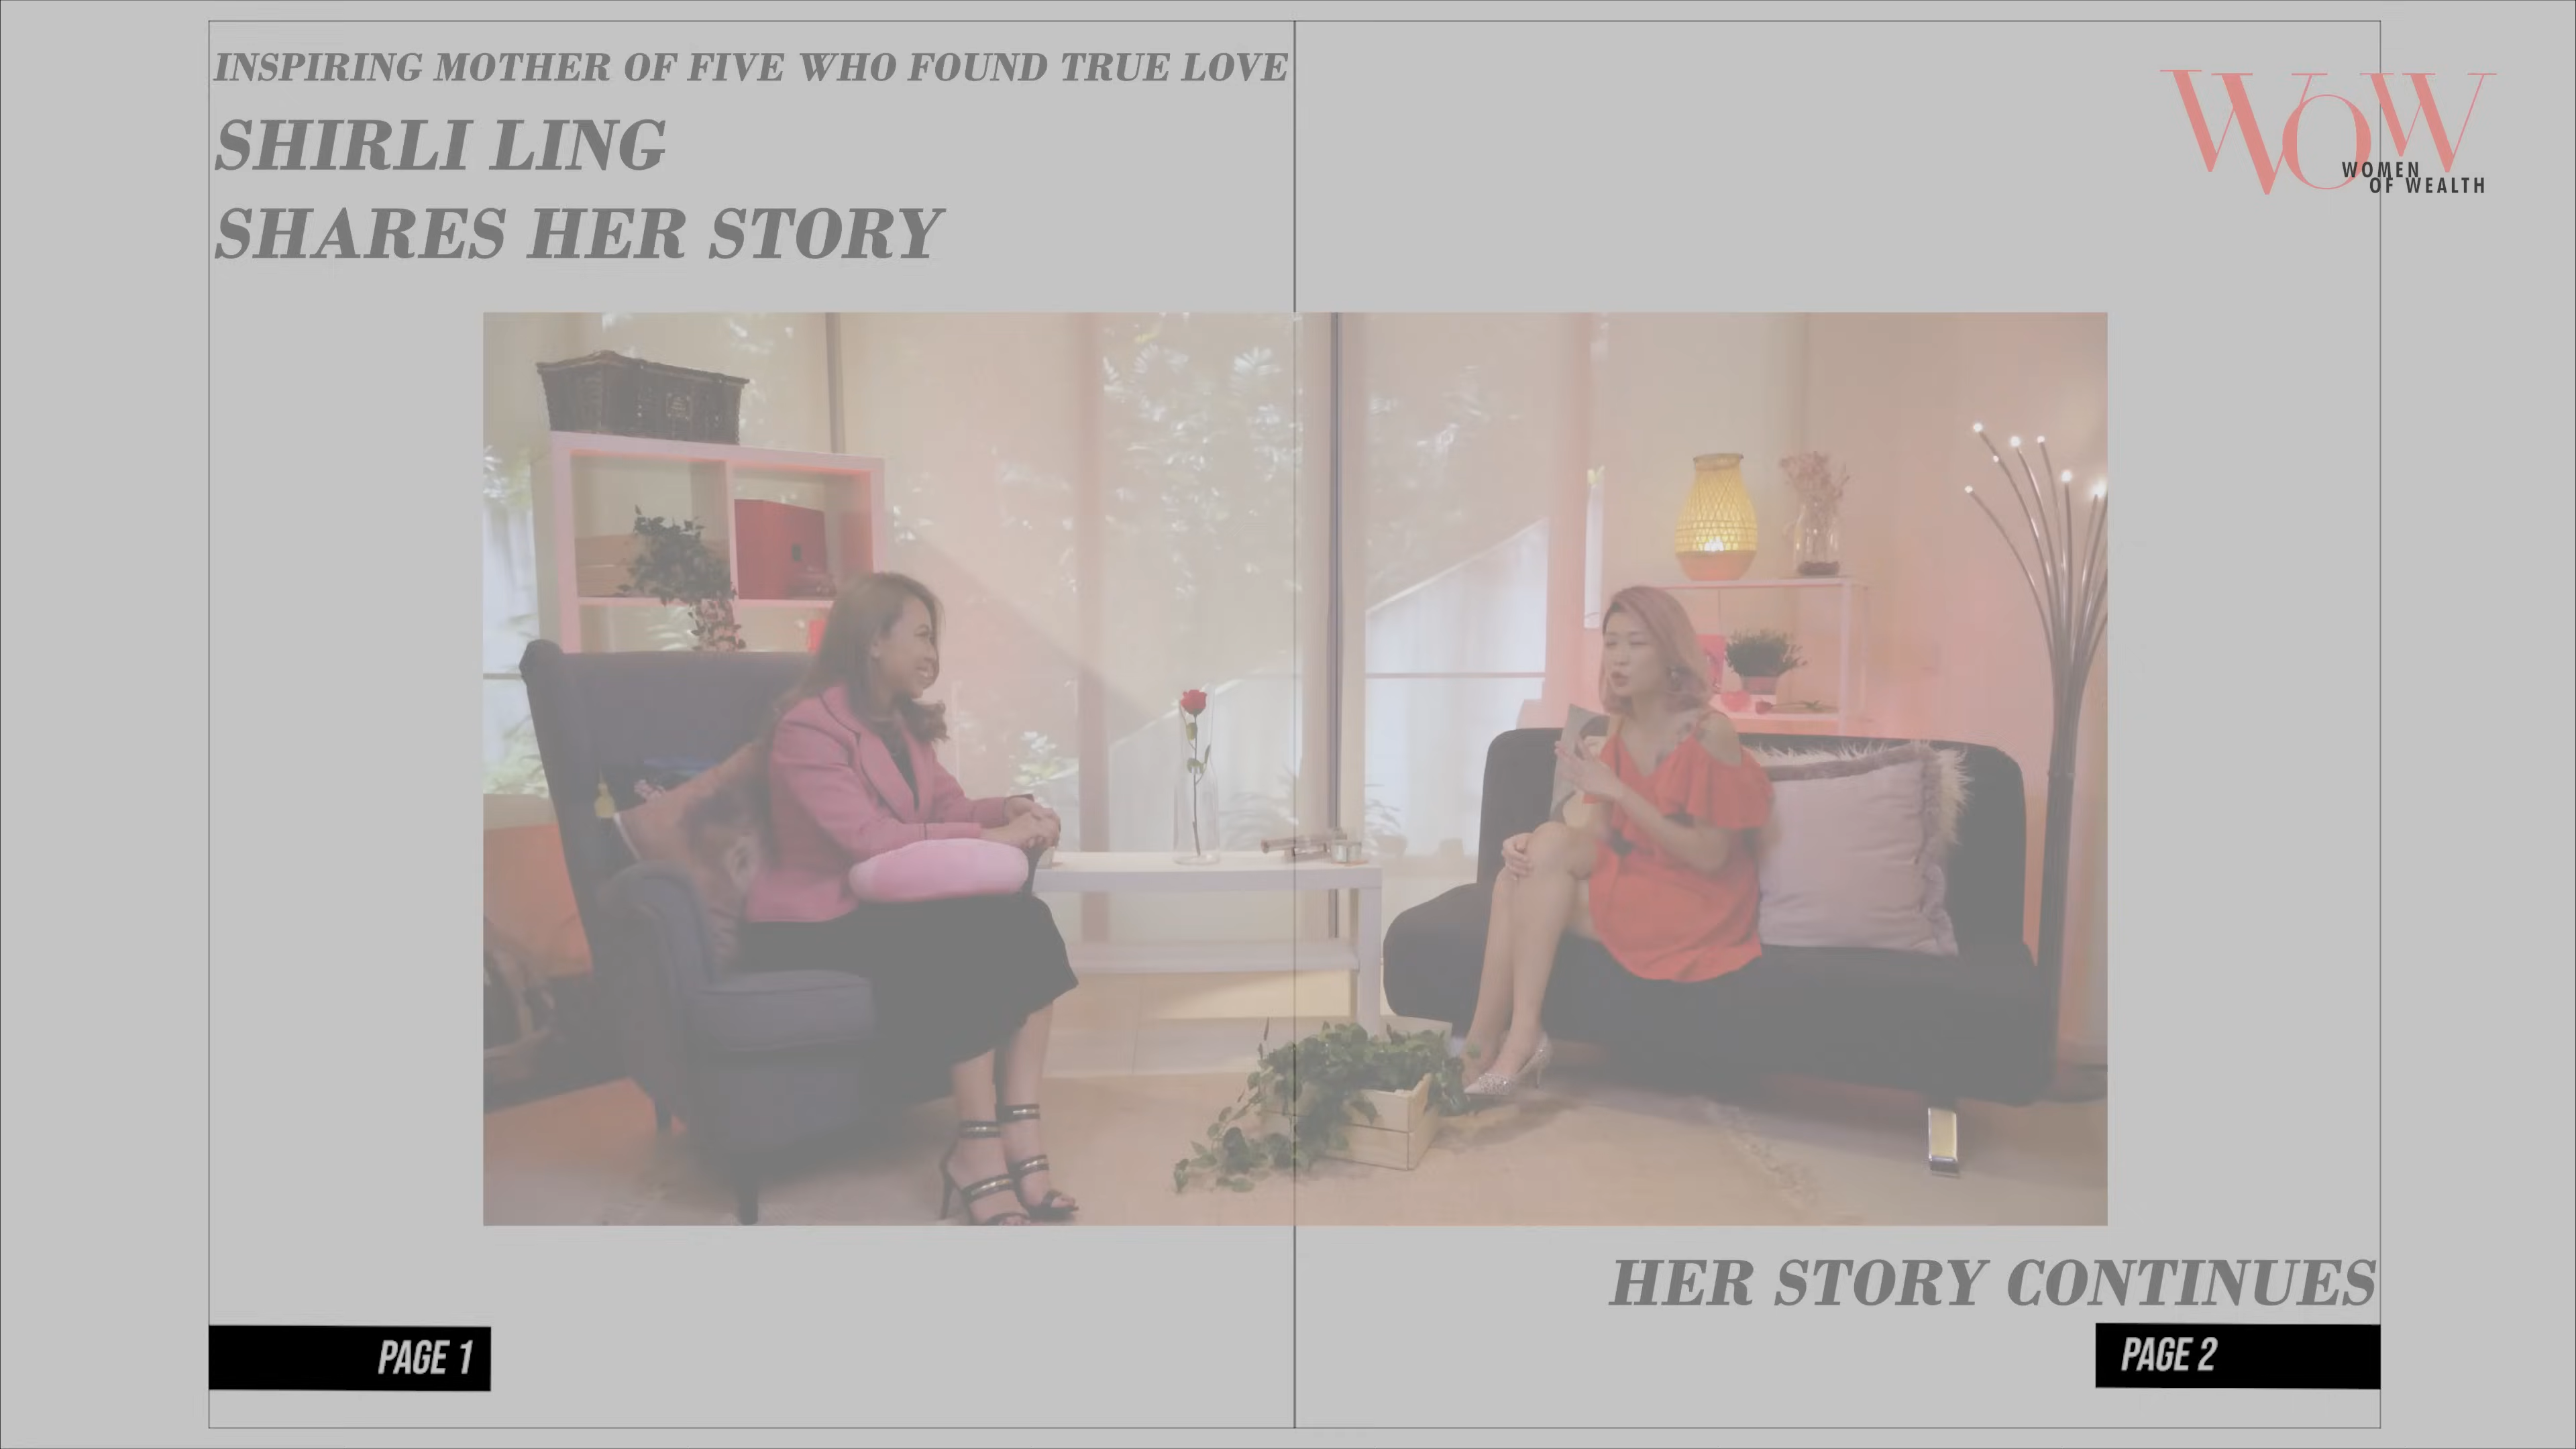 INSPIRING MOTHER OF FIVE WHO FOUND TRUE LOVE
SHIRLI LING
SHARES HER STORY
WOW
WOMEN
OF WEALTH
HER STORY CONTINUES
PAGE 1
PAGE 2